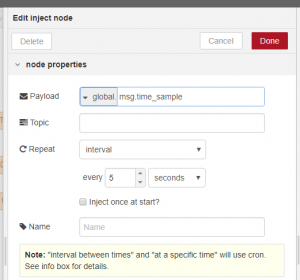 Edit inject node
Delete Cancel Done
node properties
Payload global. msg.time_sample
Topic
Repeat interval
every 5 seconds
Inject once at start?
Name Name
Note: "interval between times" and "at a specific time" will use cron.
See info box for details.